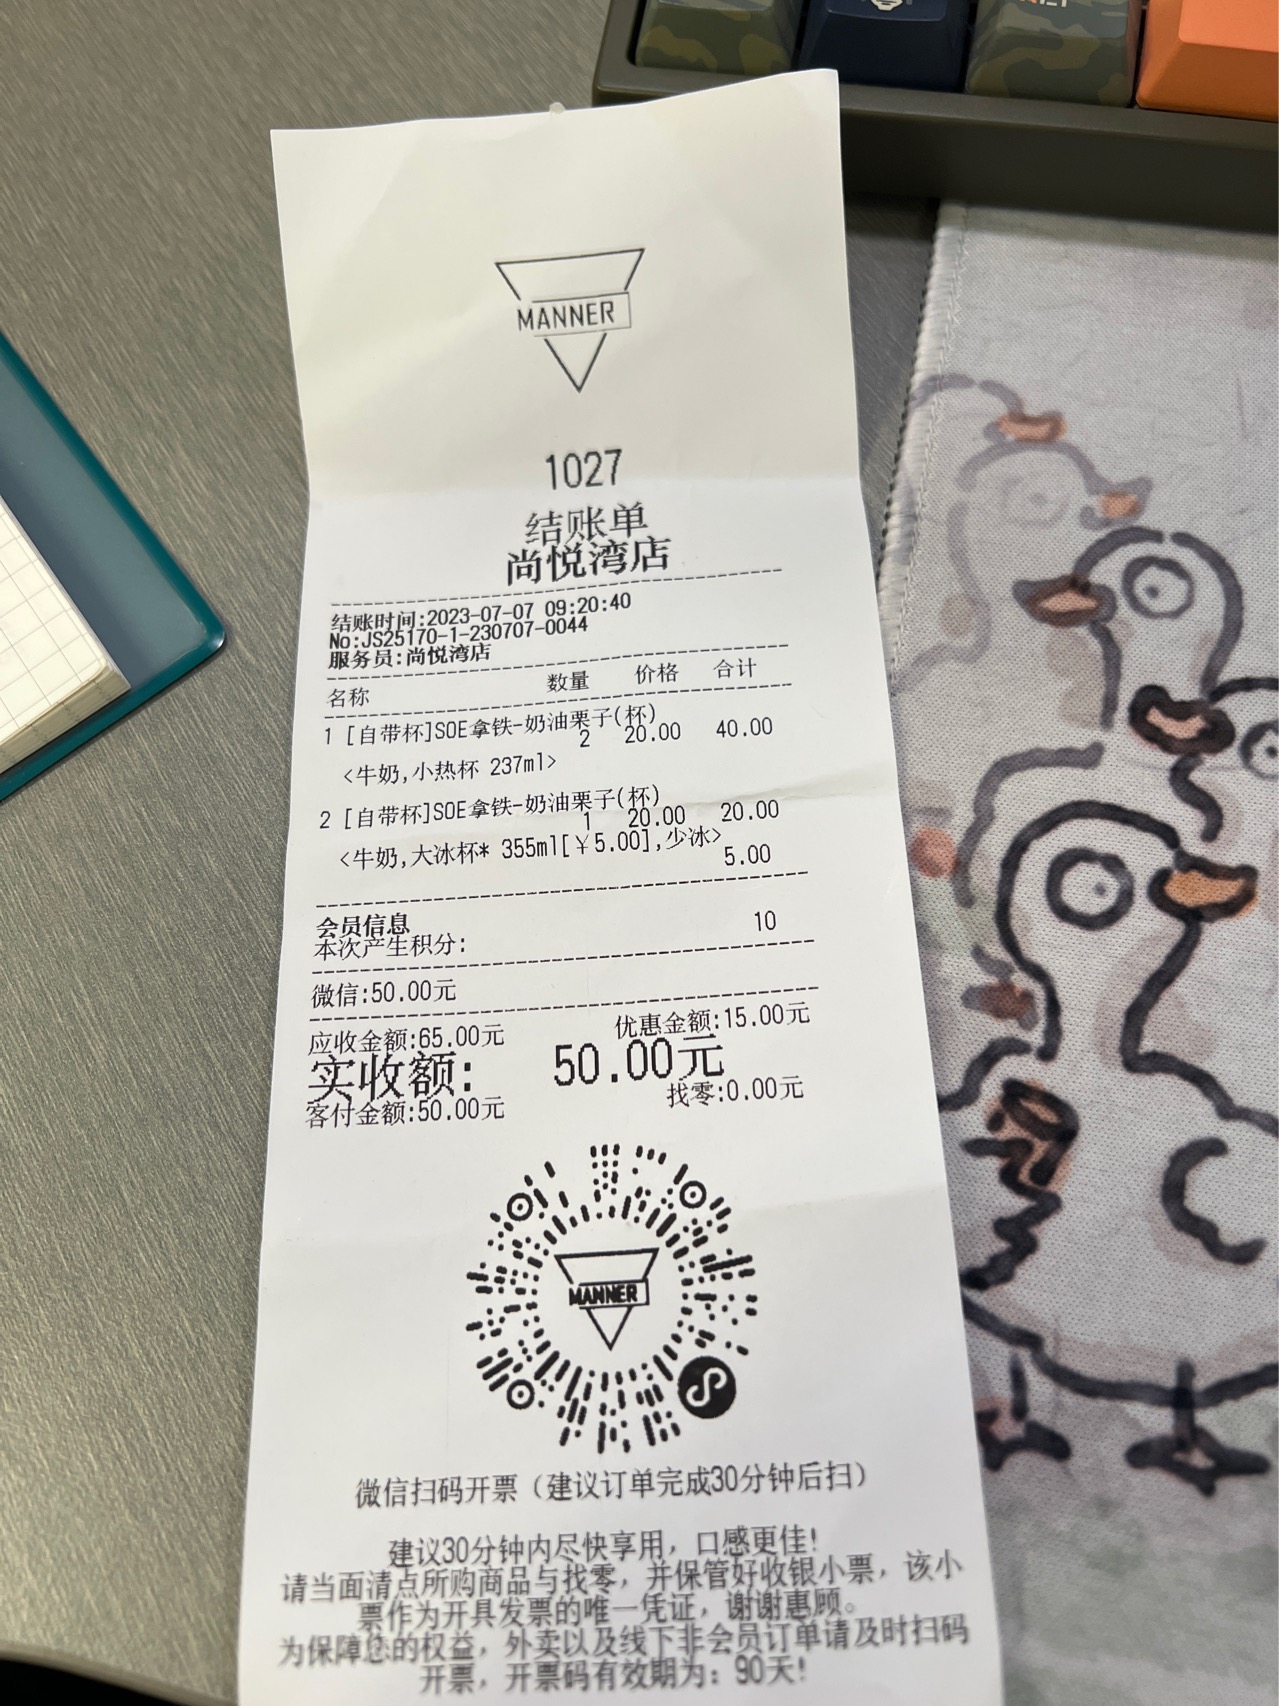 MANNER
1027
结账单
尚悦湾店
结账时间:2023-07-07 09:20:40
No:JS25170-1-230707-0044
服务员:尚悦湾店
名称 数量 价格 合计
1 [自带杯]SOE拿铁-奶油栗子(杯)
2 20.00 40.00
<牛奶,小热杯 237ml>
2 [自带杯]SOE拿铁-奶油栗子(杯)
1 20.00 20.00
<牛奶,大冰杯* 355ml[¥5.00],少冰>
5.00
会员信息
本次产生积分: 10
微信:50.00元
应收金额:65.00元 优惠金额:15.00元
实收额: 50.00元
客付金额:50.00元 找零:0.00元
MANNER
微信扫码开票（建议订单完成30分钟后扫）
建议30分钟内尽快享用，口感更佳!
请当面清点所购商品与找零，并保管好收银小票，该小
票作为开具发票的唯一凭证，谢谢惠顾。
为保障您的权益，外卖以及线下非会员订单请及时扫码
开票，开票码有效期为：90天!